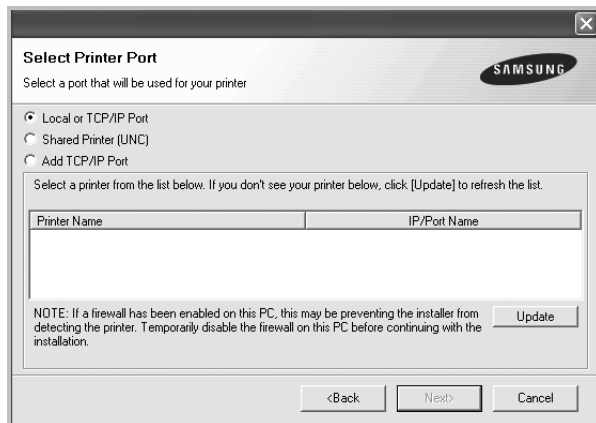 Select Printer Port
SAMSUNG
Select a port that will be used for your printer
Local or TCP/IP Port
Shared Printer (UNC)
Add TCP/IP Port
Select a printer from the list below. If you don't see your printer below, click [Update] to refresh the list.
Printer Name IP/Port Name
NOTE: If a firewall has been enabled on this PC, this may be preventing the installer from
detecting the printer. Temporarily disable the firewall on this PC before continuing with the
installation.
Update
<Back Next> Cancel